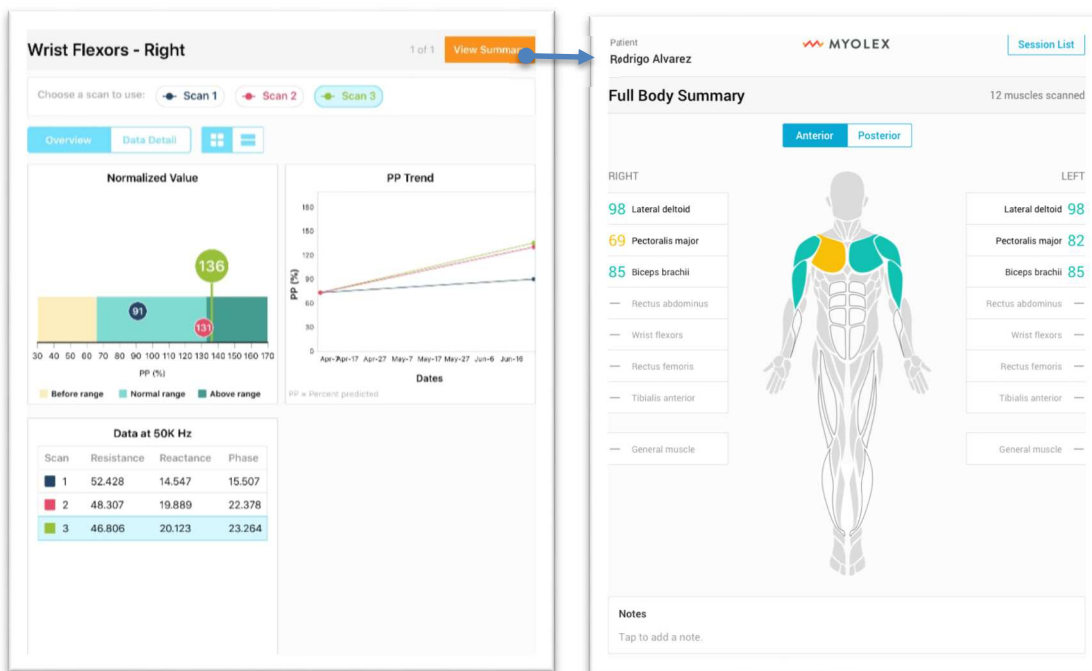 Wrist Flexors - Right
1 of 1
View Summary
Choose a scan to use:
Scan 1
Scan 2
Scan 3
Overview
Data Detail
Normalized Value
136
91
131
30 40 50 60 70 80 90 100 110 120 130 140 150 160 170
PP (%)
Before range
Normal range
Above range
PP Trend
180
150
120
90
60
30
0
PP (%)
Apr-17 Apr-27 May-7 May-17 May-27 Jun-6 Jun-16
Dates
PP = Percent predicted
Data at 50K Hz
Scan Resistance Reactance Phase
1 52.428 14.547 15.507
2 48.307 19.889 22.378
3 46.806 20.123 23.264
Patient
Rodrigo Alvarez
MYOLEX
Session List
Full Body Summary
12 muscles scanned
Anterior
Posterior
RIGHT
98 Lateral deltoid
69 Pectoralis major
85 Biceps brachii
— Rectus abdominus
— Wrist flexors
— Rectus femoris
— Tibialis anterior
— General muscle
LEFT
Lateral deltoid 98
Pectoralis major 82
Biceps brachii 85
Rectus abdominus —
Wrist flexors —
Rectus femoris —
Tibialis anterior —
General muscle —
Notes
Tap to add a note.